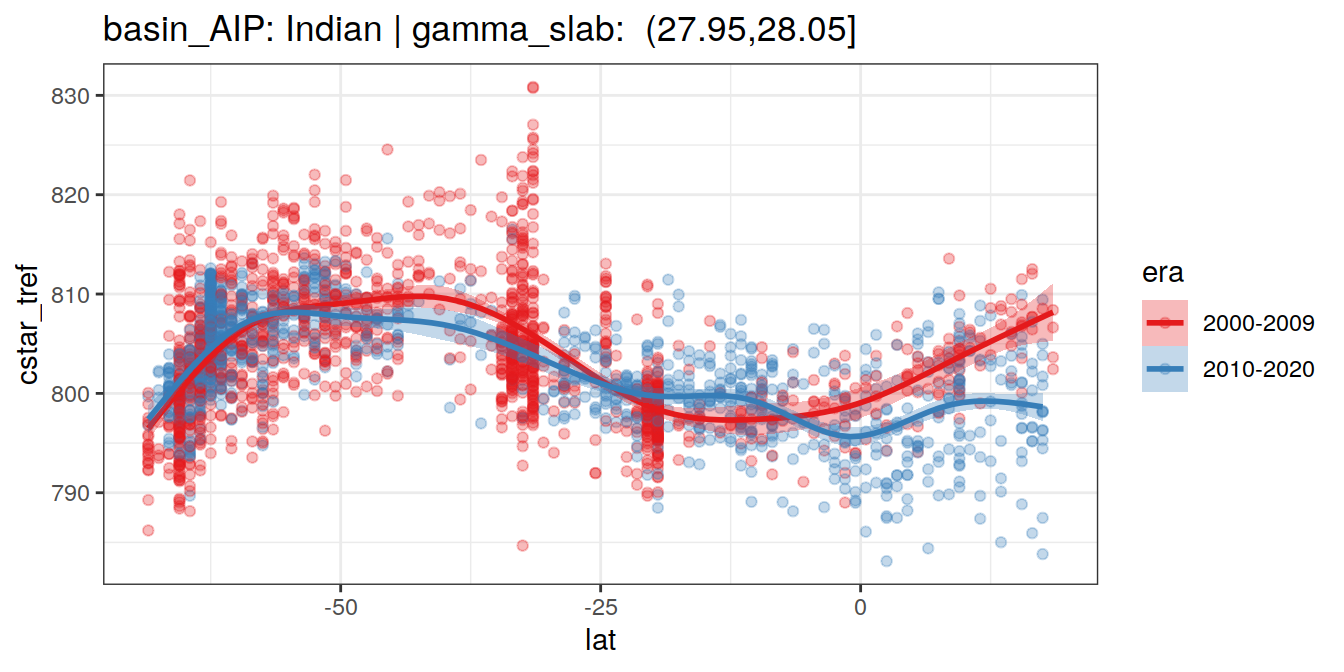 basin_AIP: Indian | gamma_slab:  (27.95,28.05]
830
820
810
800
790
cstar_tref
-50
-25
0
lat
era
2000-2009
2010-2020